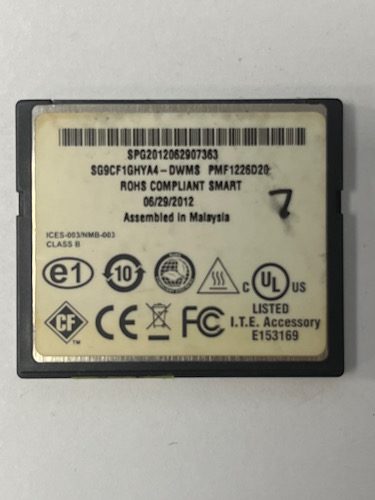 SPG2012062907363
SG9CF1GHYA4-DWMS PMF1226D20
ROHS COMPLIANT SMART
06/29/2012
Assembled in Malaysia
7
ICES-003/NMB-003
CLASS B
e1
10
C UL US
LISTED
I.T.E. Accessory
E153169
CF TM
CE
FC